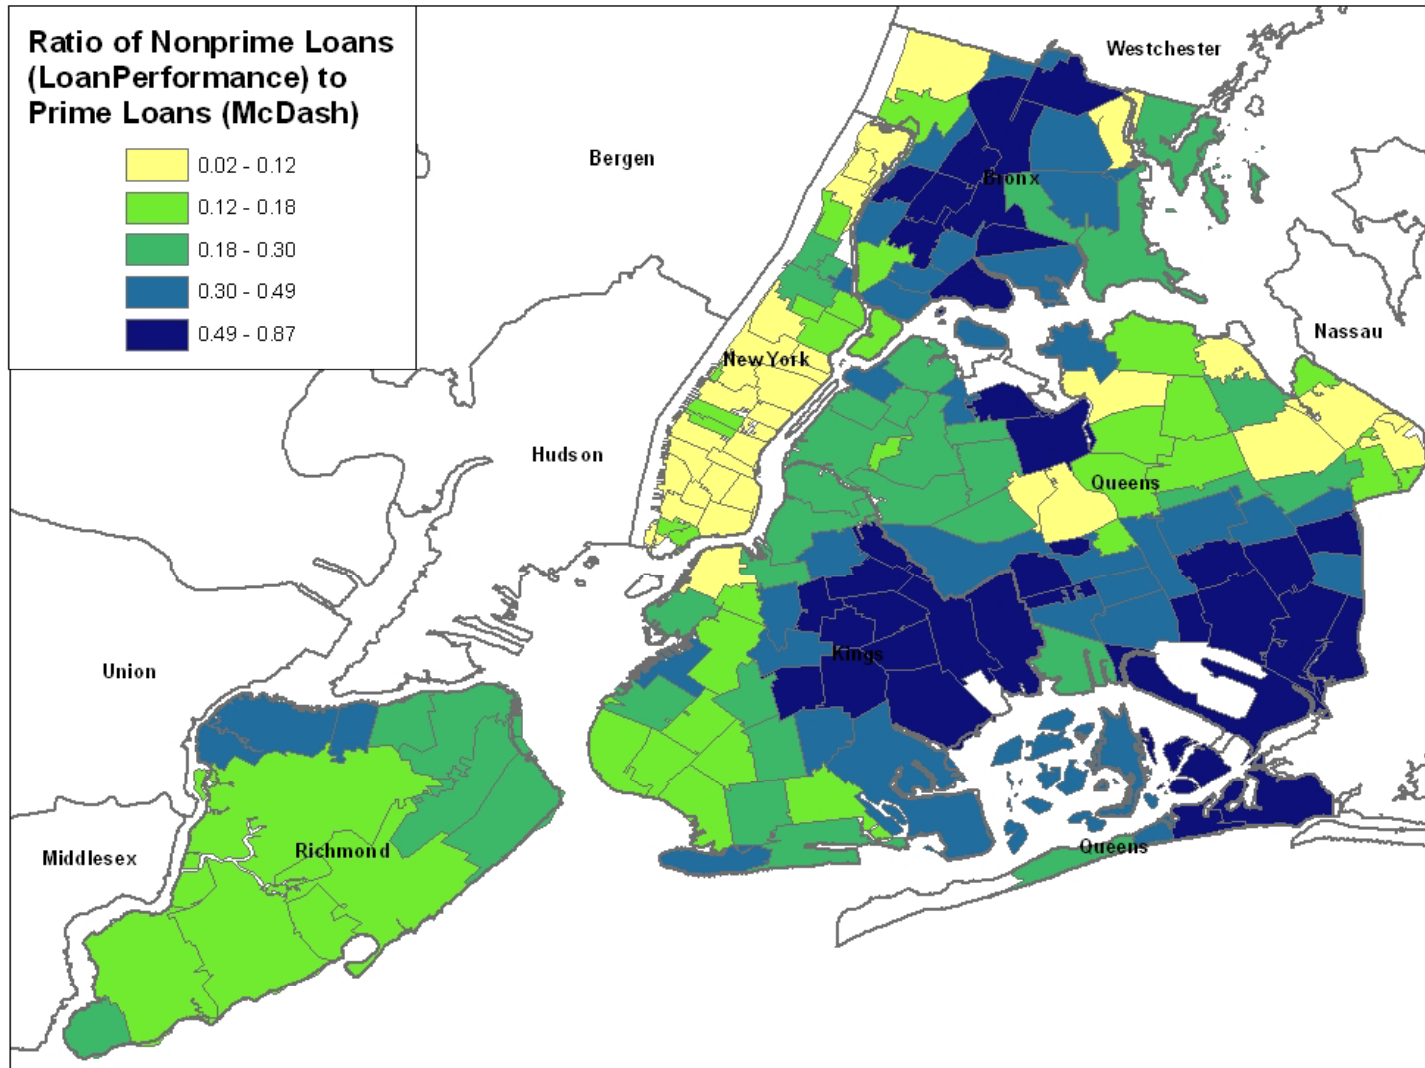 Ratio of Nonprime Loans
(LoanPerformance) to
Prime Loans (McDash)
0.02 - 0.12
0.12 - 0.18
0.18 - 0.30
0.30 - 0.49
0.49 - 0.87
Westchester
Bergen
Bronx
Nassau
New York
Hudson
Queens
Kings
Union
Richmond
Middlesex
Queens